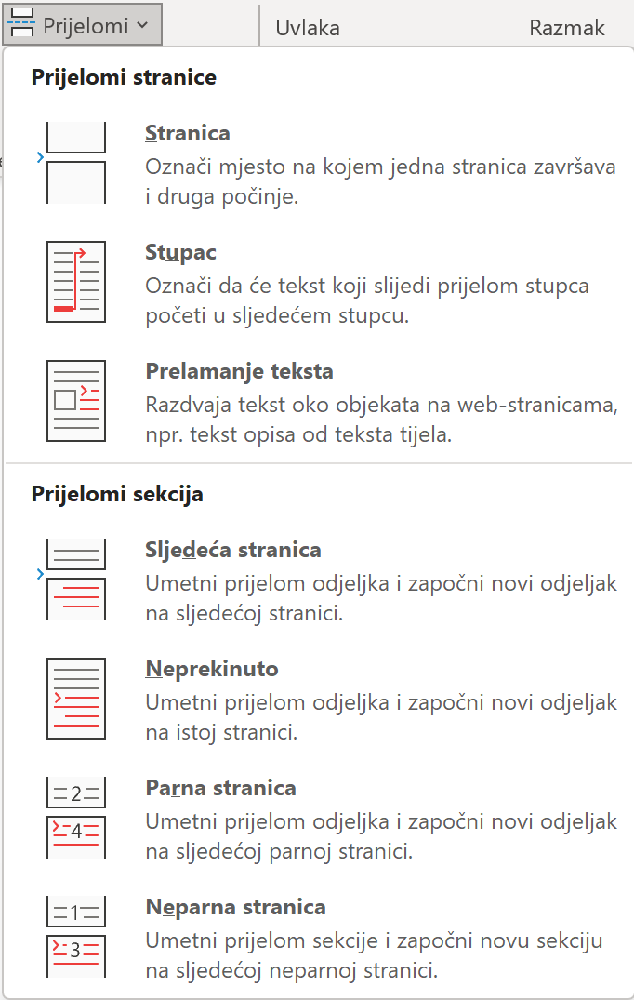 Prijelomi
Uvlaka
Razmak
Prijelomi stranice
Stranica
Označi mjesto na kojem jedna stranica završava
i druga počinje.
Stupac
Označi da će tekst koji slijedi prijelom stupca
početi u sljedećem stupcu.
Prelamanje teksta
Razdvaja tekst oko objekata na web-stranicama,
npr. tekst opisa od teksta tijela.
Prijelomi sekcija
Sljedeća stranica
Umetni prijelom odjeljka i započni novi odjeljak
na sljedećoj stranici.
Neprekinuto
Umetni prijelom odjeljka i započni novi odjeljak
na istoj stranici.
2
4
Parna stranica
Umetni prijelom odjeljka i započni novi odjeljak
na sljedećoj parnoj stranici.
1
3
Neparna stranica
Umetni prijelom sekcije i započni novu sekciju
na sljedećoj neparnoj stranici.